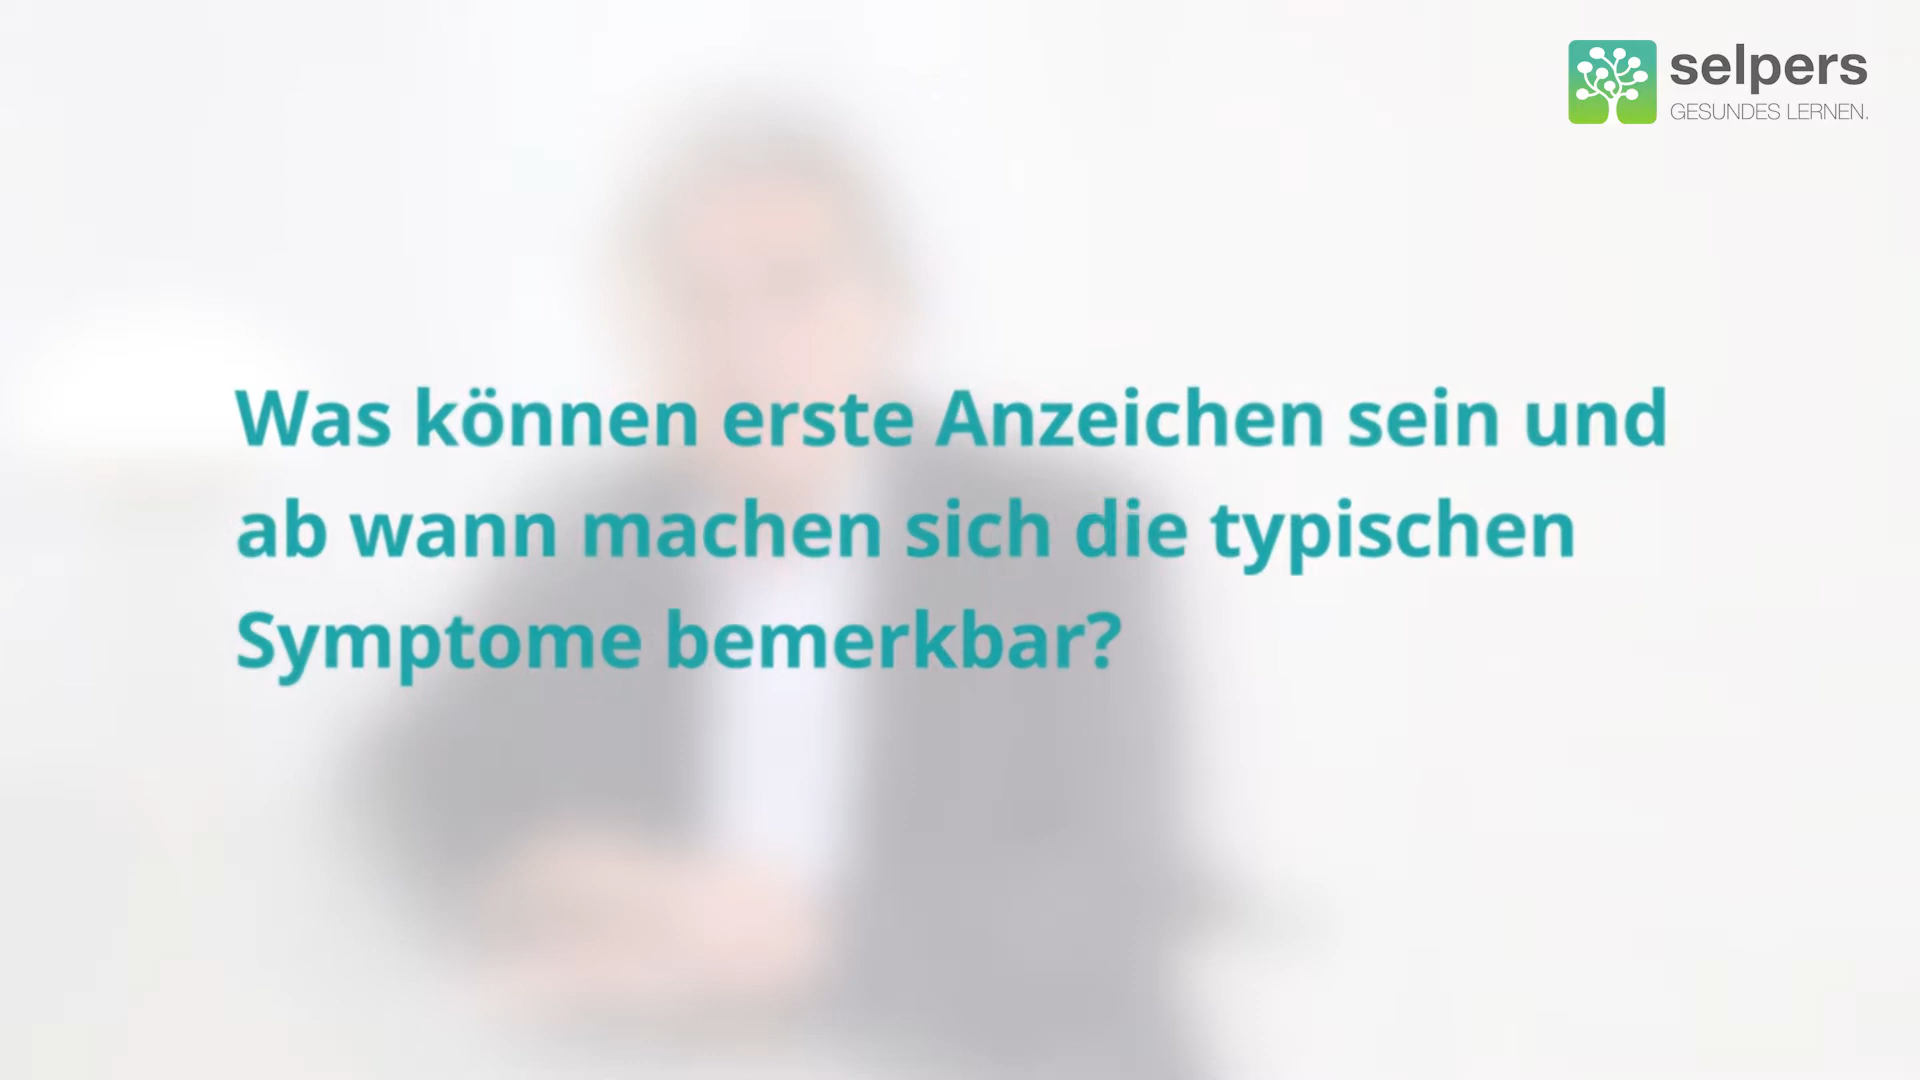 selpers
GESUNDES LERNEN.
Was können erste Anzeichen sein und
ab wann machen sich die typischen
Symptome bemerkbar?